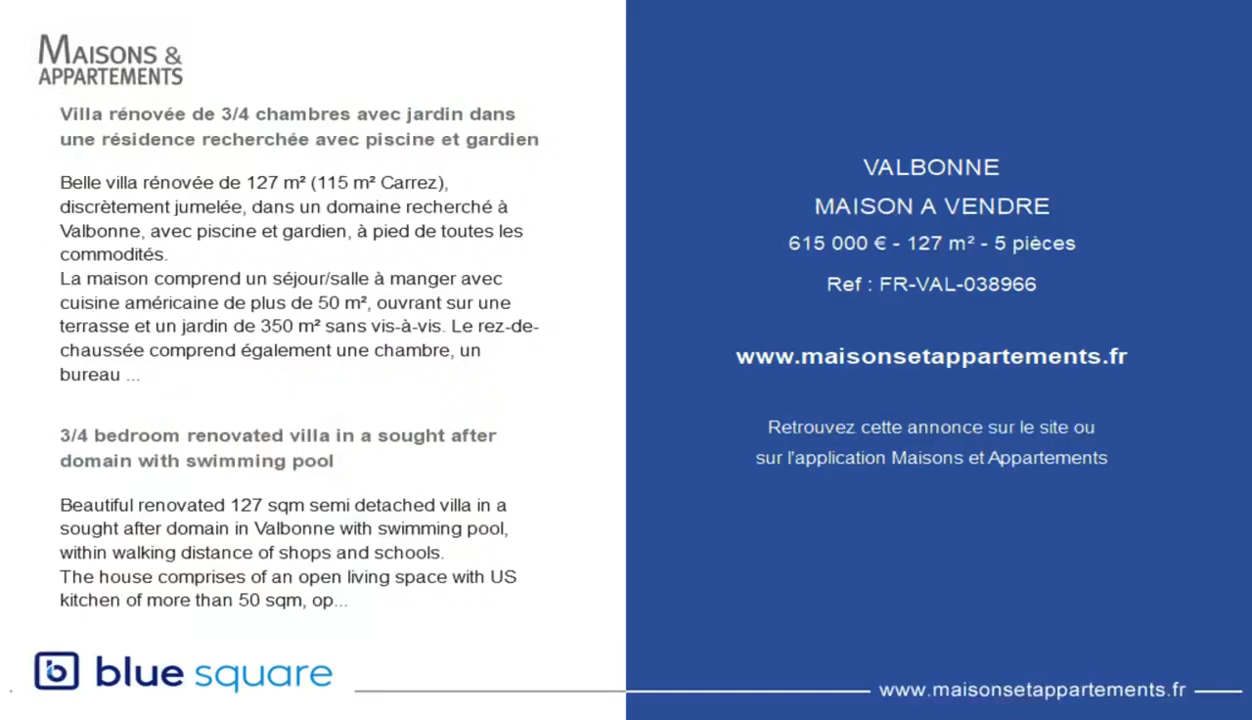 MAISONS &
APPARTEMENTS
Villa rénovée de 3/4 chambres avec jardin dans
une résidence recherchée avec piscine et gardien
Belle villa rénovée de 127 m² (115 m² Carrez),
discrètement jumelée, dans un domaine recherché à
Valbonne, avec piscine et gardien, à pied de toutes les
commodités.
La maison comprend un séjour/salle à manger avec
cuisine américaine de plus de 50 m², ouvrant sur une
terrasse et un jardin de 350 m² sans vis-à-vis. Le rez-de-
chaussée comprend également une chambre, un
bureau ...
3/4 bedroom renovated villa in a sought after
domain with swimming pool
Beautiful renovated 127 sqm semi detached villa in a
sought after domain in Valbonne with swimming pool,
within walking distance of shops and schools.
The house comprises of an open living space with US
kitchen of more than 50 sqm, op...
b blue square
VALBONNE
MAISON A VENDRE
615 000 € - 127 m² - 5 pièces
Ref : FR-VAL-038966
www.maisonsetappartements.fr
Retrouvez cette annonce sur le site ou
sur l'application Maisons et Appartements
www.maisonsetappartements.fr